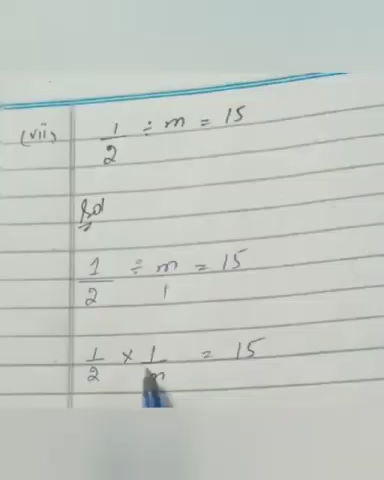 (vii) 1/2 ÷ m = 15
Sol
1/2 ÷ m/1 = 15
1/2 × 1/m = 15